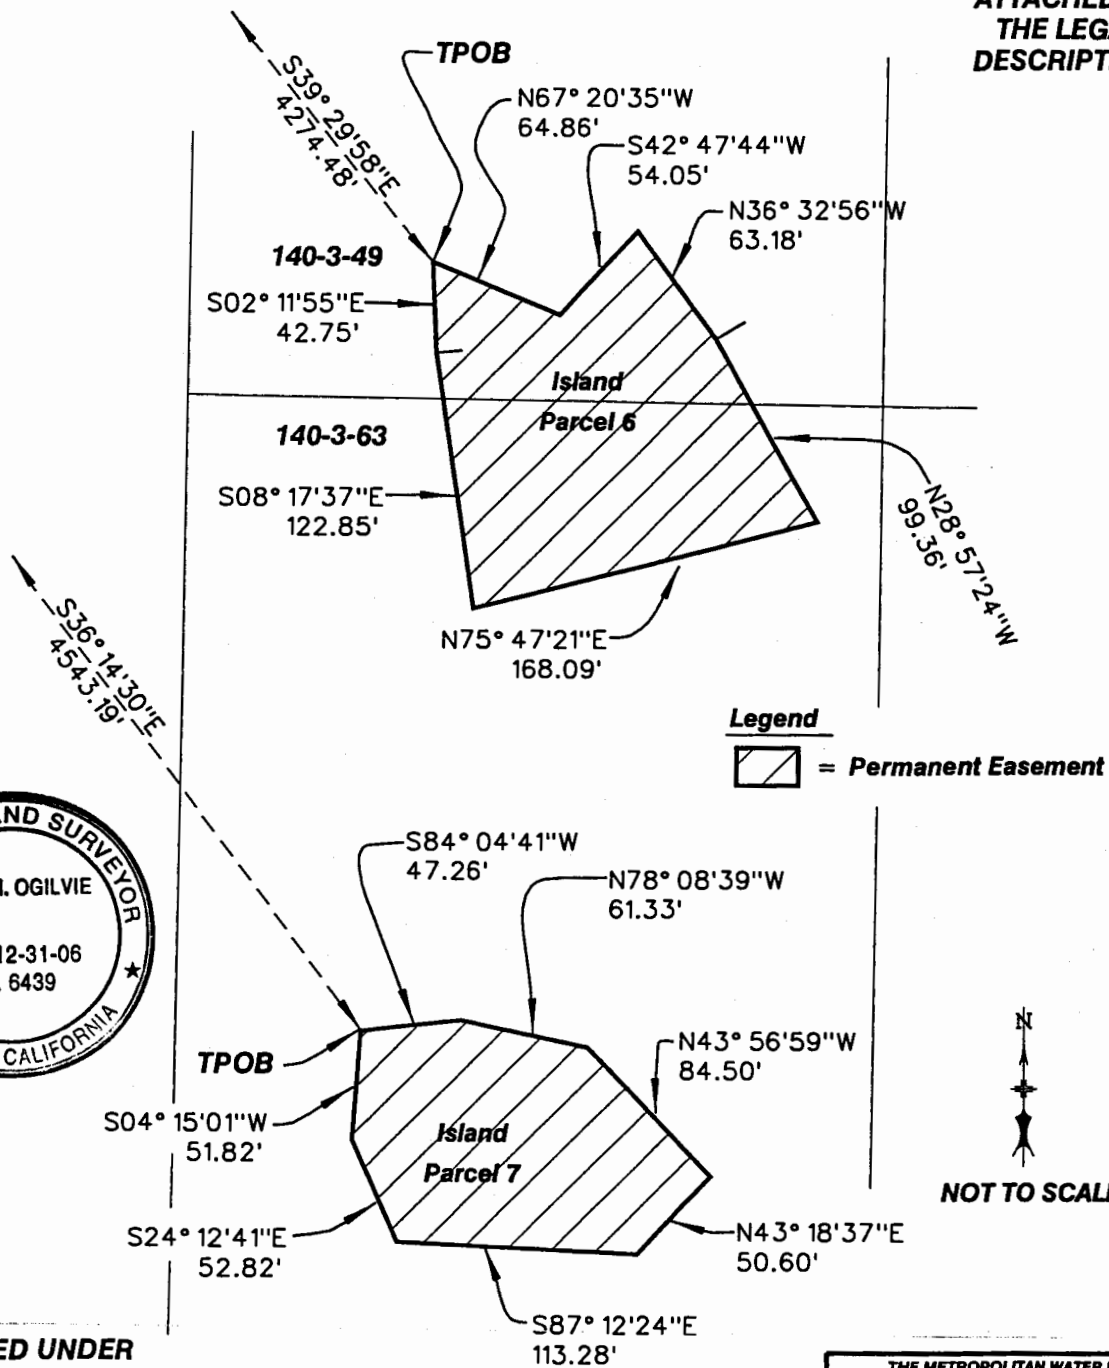 ATTACHED
THE LEGA
DESCRIPT
TPOB
S39° 29'58"E
4274.48'
N67° 20'35"W
64.86'
S42° 47'44"W
54.05'
N36° 32'56"W
63.18'
140-3-49
S02° 11'55"E
42.75'
Island
Parcel 6
140-3-63
S08° 17'37"E
122.85'
N28° 57'24"W
99.36'
N75° 47'21"E
168.09'
S36° 14'30"E
4543.19'
Legend
= Permanent Easement
AND SURVEYOR
. OGILVIE
12-31-06
6439
CALIFORNIA
S84° 04'41"W
47.26'
N78° 08'39"W
61.33'
TPOB
N43° 56'59"W
84.50'
S04° 15'01"W
51.82'
Island
Parcel 7
N
NOT TO SCAL
S24° 12'41"E
52.82'
N43° 18'37"E
50.60'
S87° 12'24"E
113.28'
ED UNDER
THE METROPOLITAN WATER